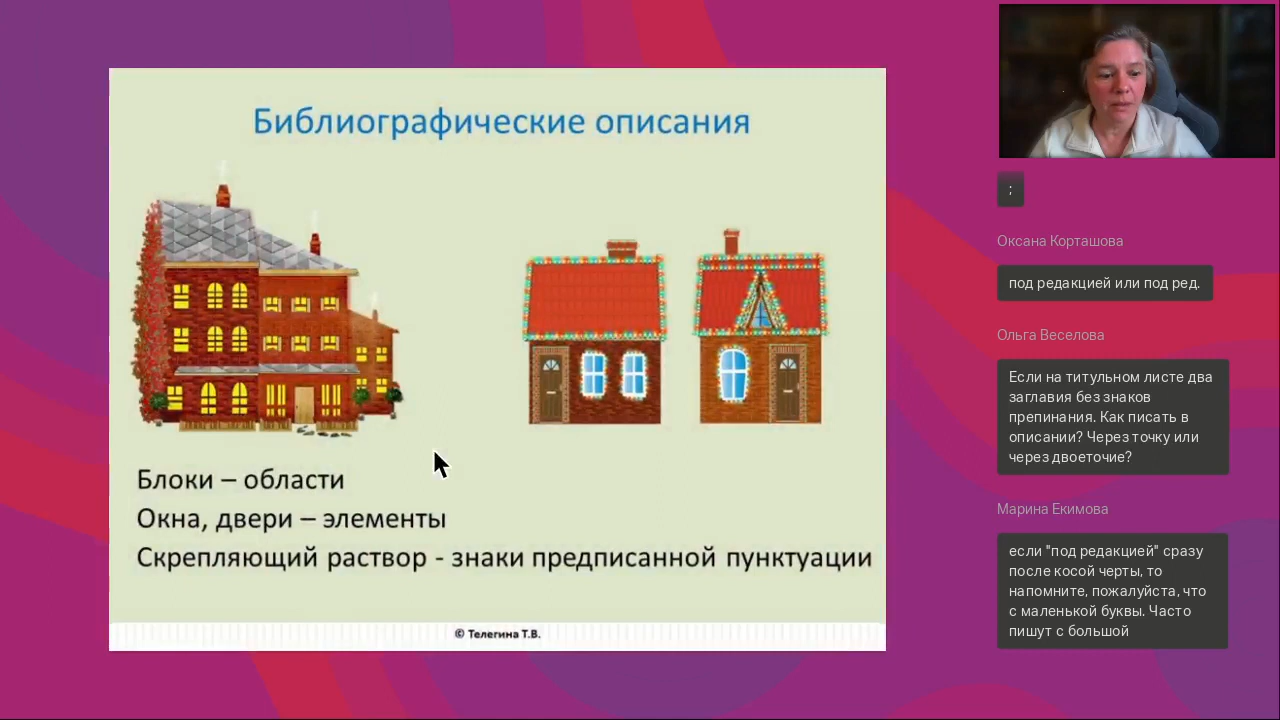 Библиографические описания
Блоки – области
Окна, двери – элементы
Скрепляющий раствор - знаки предписанной пунктуации
© Телегина Т.В.
;
Оксана Корташова
под редакцией или под ред.
Ольга Веселова
Если на титульном листе два
заглавия без знаков
препинания. Как писать в
описании? Через точку или
через двоеточие?
Марина Екимова
если "под редакцией" сразу
после косой черты, то
напомните, пожалуйста, что
с маленькой буквы. Часто
пишут с большой